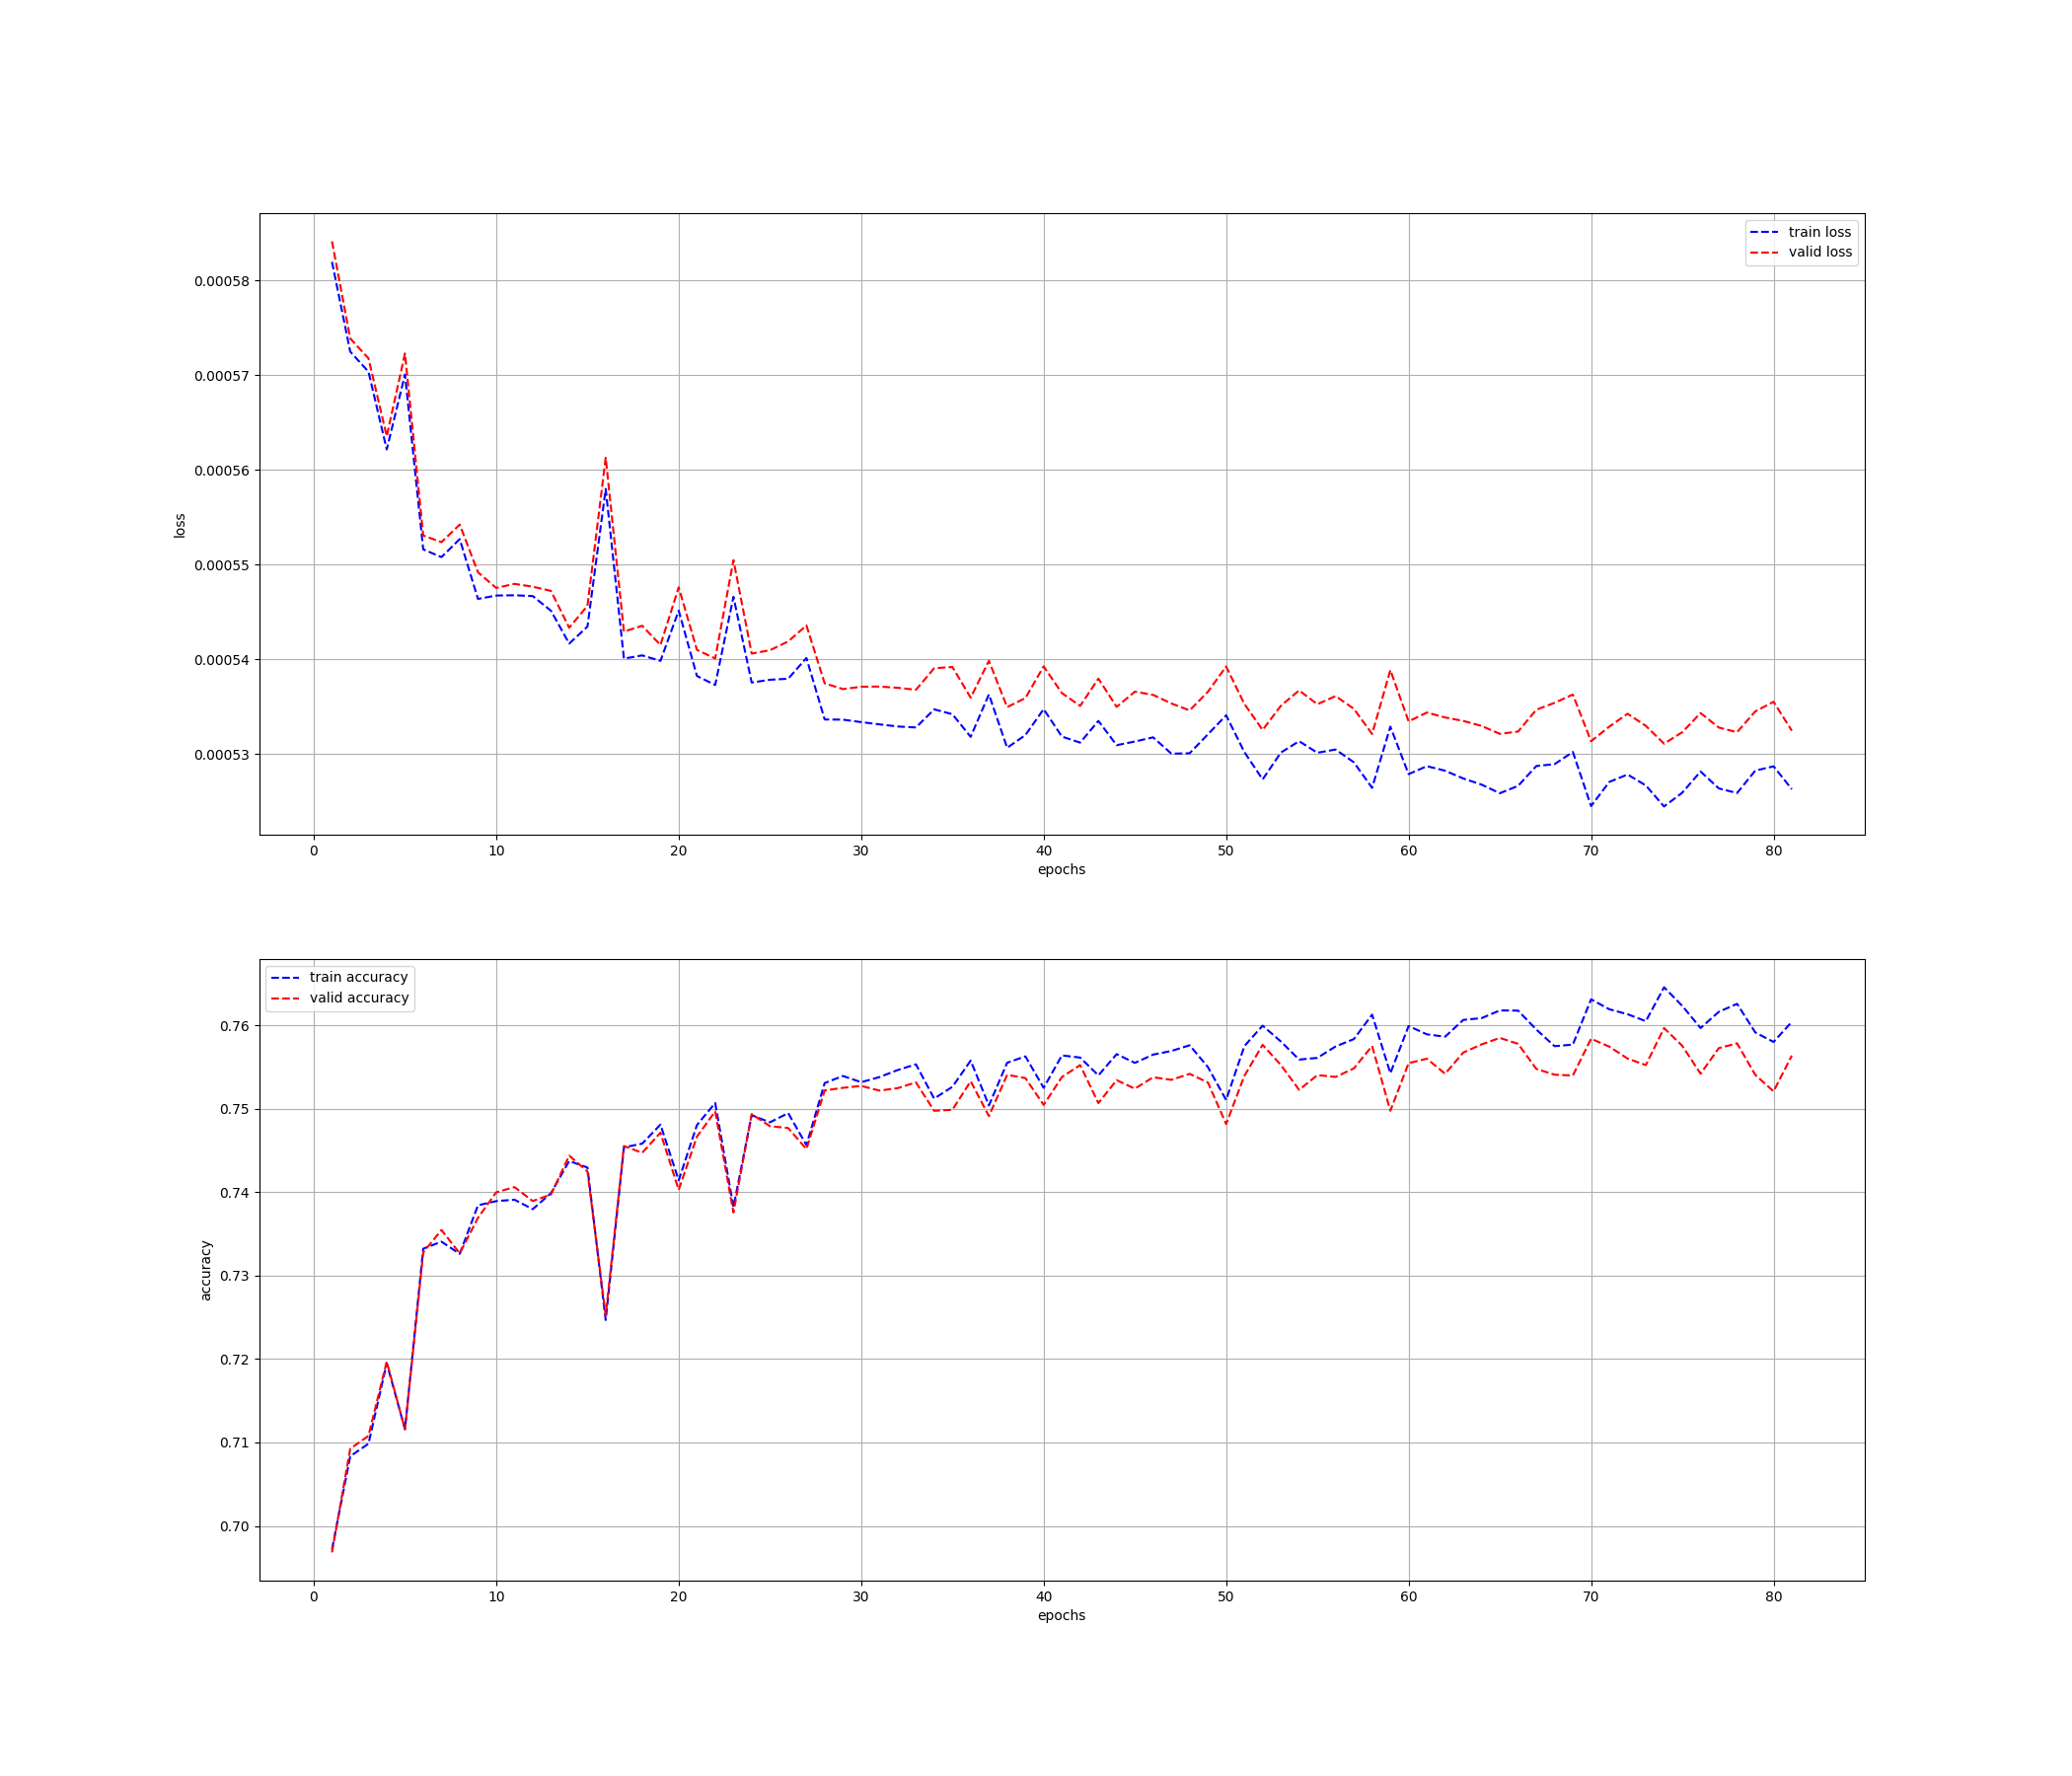 train loss
valid loss
0.00058
0.00057
0.00056
0.00055
0.00054
0.00053
loss
0 10 20 30 40 50 60 70 80
epochs
train accuracy
valid accuracy
0.76
0.75
0.74
0.73
0.72
0.71
0.70
accuracy
0 10 20 30 40 50 60 70 80
epochs